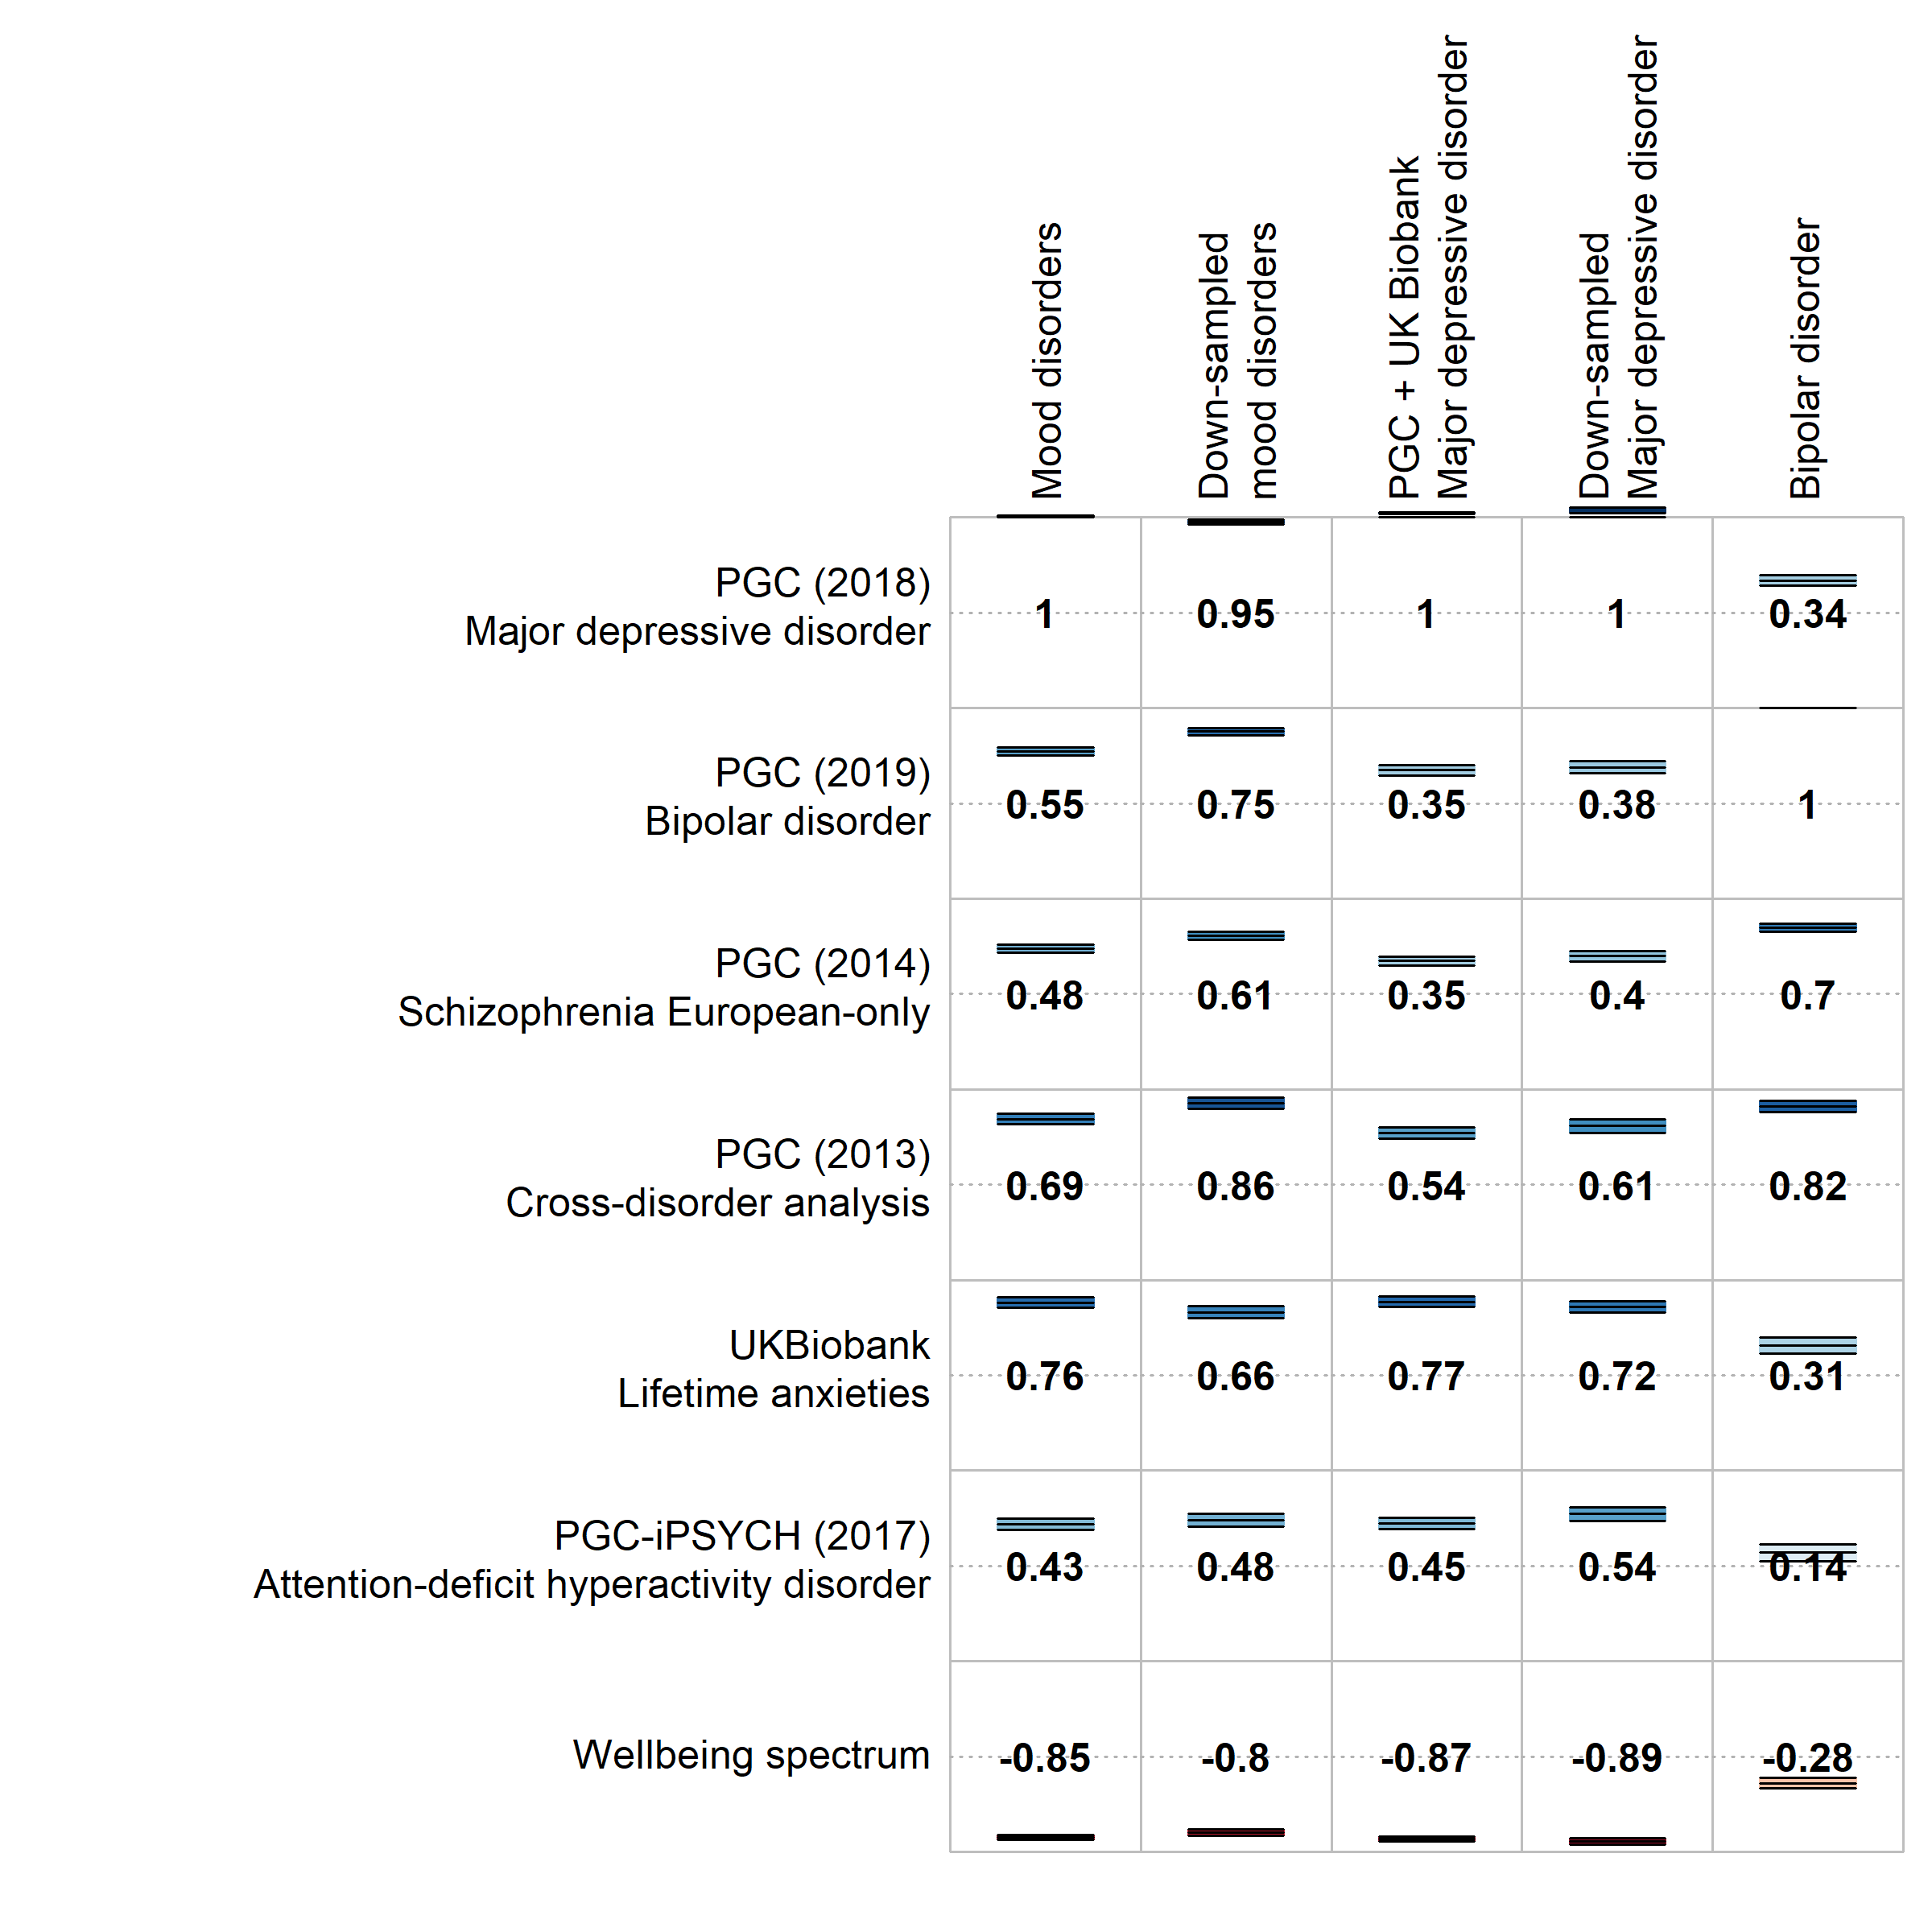 Mood disorders
Down-sampled
mood disorders
PGC + UK Biobank
Major depressive disorder
Down-sampled
Major depressive disorder
Bipolar disorder
PGC (2018)
Major depressive disorder
1 0.95 1 1 0.34
PGC (2019)
Bipolar disorder
0.55 0.75 0.35 0.38 1
PGC (2014)
Schizophrenia European-only
0.48 0.61 0.35 0.4 0.7
PGC (2013)
Cross-disorder analysis
0.69 0.86 0.54 0.61 0.82
UKBiobank
Lifetime anxieties
0.76 0.66 0.77 0.72 0.31
PGC-iPSYCH (2017)
Attention-deficit hyperactivity disorder
0.43 0.48 0.45 0.54 0.14
Wellbeing spectrum
-0.85 -0.8 -0.87 -0.89 -0.28